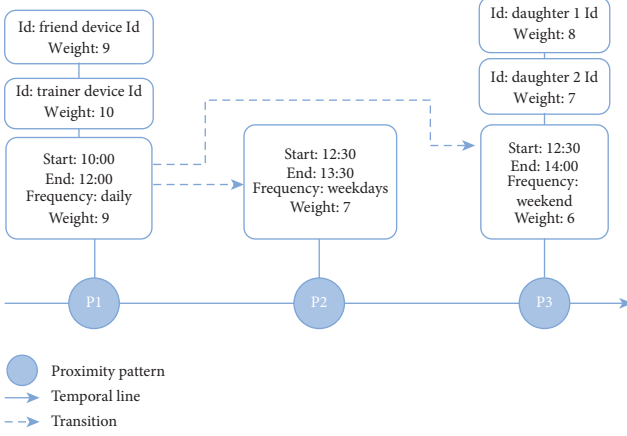 Id: friend device Id
Weight: 9
Id: trainer device Id
Weight: 10
Start: 10:00
End: 12:00
Frequency: daily
Weight: 9
Start: 12:30
End: 13:30
Frequency: weekdays
Weight: 7
Id: daughter 1 Id
Weight: 8
Id: daughter 2 Id
Weight: 7
Start: 12:30
End: 14:00
Frequency:
weekend
Weight: 6
P1
P2
P3
Proximity pattern
Temporal line
Transition